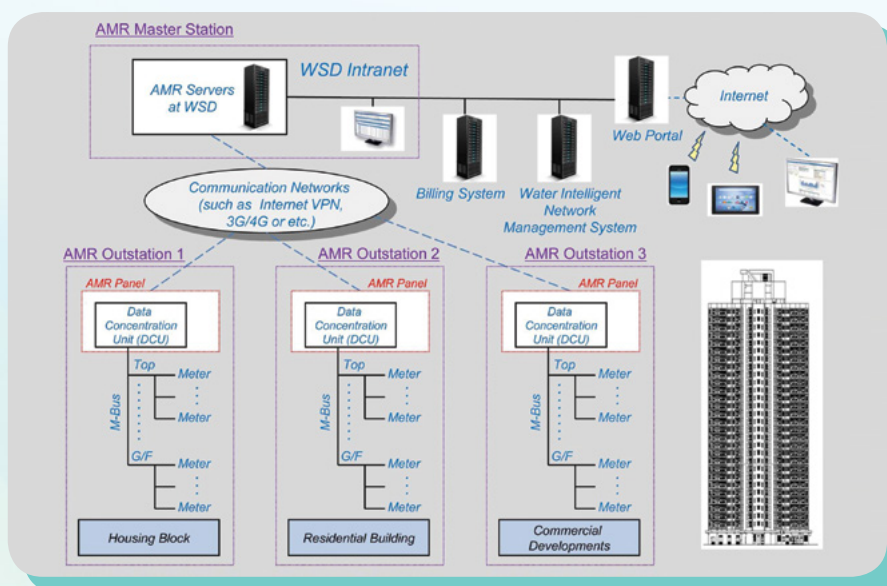 AMR Master Station
WSD Intranet
AMR Servers
at WSD
Internet
Web Portal
Billing System
Water Intelligent
Network
Management System
Communication Networks
(such as Internet VPN,
3G/4G or etc.)
AMR Outstation 1
AMR Panel
Data
Concentration
Unit (DCU)
Top
Meter
Meter
M-Bus
G/F
Meter
Meter
Housing Block
AMR Outstation 2
AMR Panel
Data
Concentration
Unit (DCU)
Top
Meter
Meter
M-Bus
G/F
Meter
Meter
Residential Building
AMR Outstation 3
AMR Panel
Data
Concentration
Unit (DCU)
Top
Meter
Meter
M-Bus
G/F
Meter
Meter
Commercial
Developments